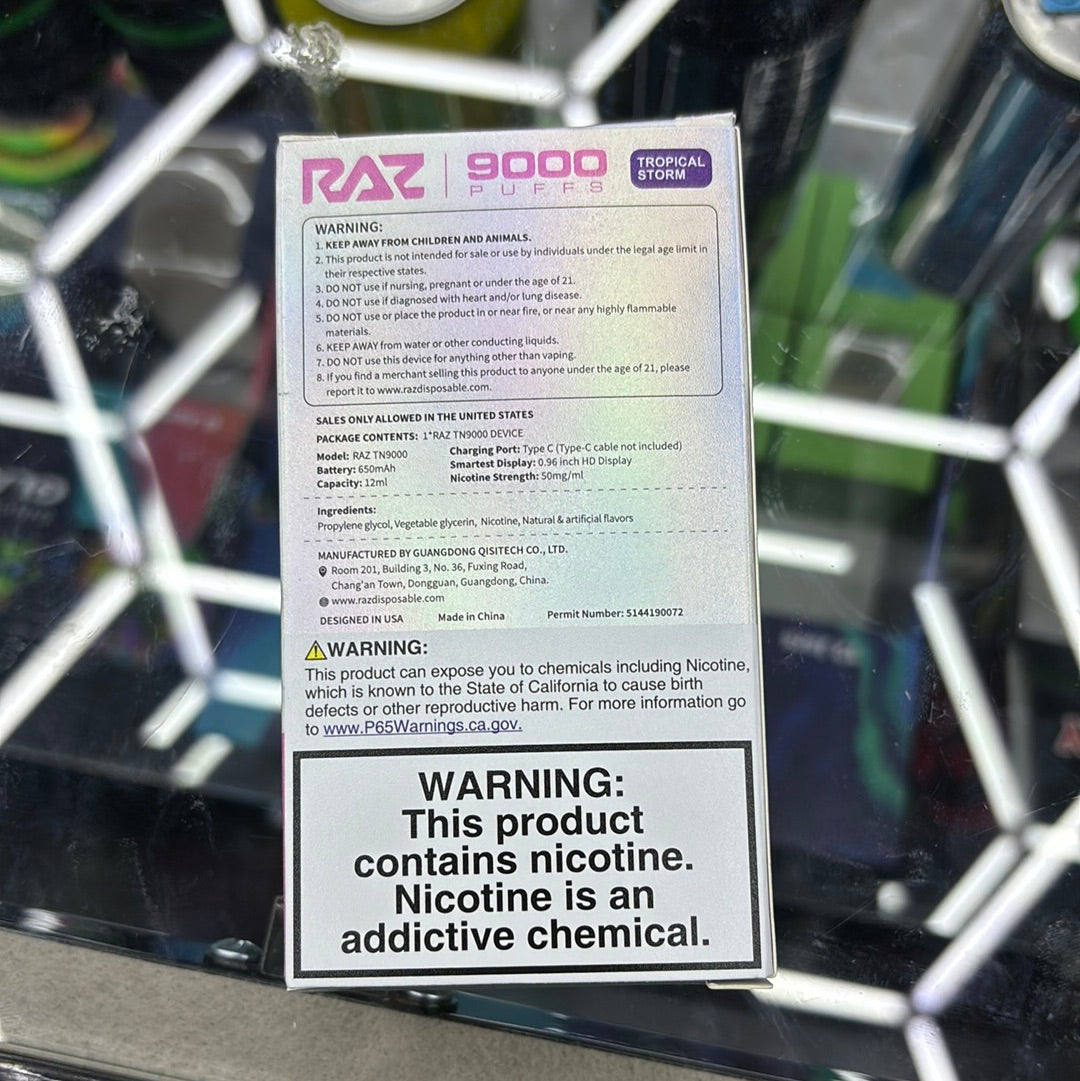 RAZ | 9000 PUFFS TROPICAL STORM
WARNING:
1. KEEP AWAY FROM CHILDREN AND ANIMALS.
2. This product is not intended for sale or use by individuals under the legal age limit in
their respective states.
3. DO NOT use if nursing, pregnant or under the age of 21.
4. DO NOT use if diagnosed with heart and/or lung disease.
5. DO NOT use or place the product in or near fire, or near any highly flammable
materials.
6. KEEP AWAY from water or other conducting liquids.
7. DO NOT use this device for anything other than vaping.
8. If you find a merchant selling this product to anyone under the age of 21, please
report it to www.razdisposable.com.
SALES ONLY ALLOWED IN THE UNITED STATES
PACKAGE CONTENTS: 1*RAZ TN9000 DEVICE
Model: RAZ TN9000 Charging Port: Type C (Type-C cable not included)
Battery: 650mAh Smartest Display: 0.96 inch HD Display
Capacity: 12ml Nicotine Strength: 50mg/ml
Ingredients:
Propylene glycol, Vegetable glycerin, Nicotine, Natural & artificial flavors
MANUFACTURED BY GUANGDONG QISITECH CO., LTD.
Room 201, Building 3, No. 36, Fuxing Road,
Chang'an Town, Dongguan, Guangdong, China.
www.razdisposable.com
DESIGNED IN USA Made in China Permit Number: 5144190072
WARNING:
This product can expose you to chemicals including Nicotine,
which is known to the State of California to cause birth
defects or other reproductive harm. For more information go
to www.P65Warnings.ca.gov.
WARNING:
This product
contains nicotine.
Nicotine is an
addictive chemical.